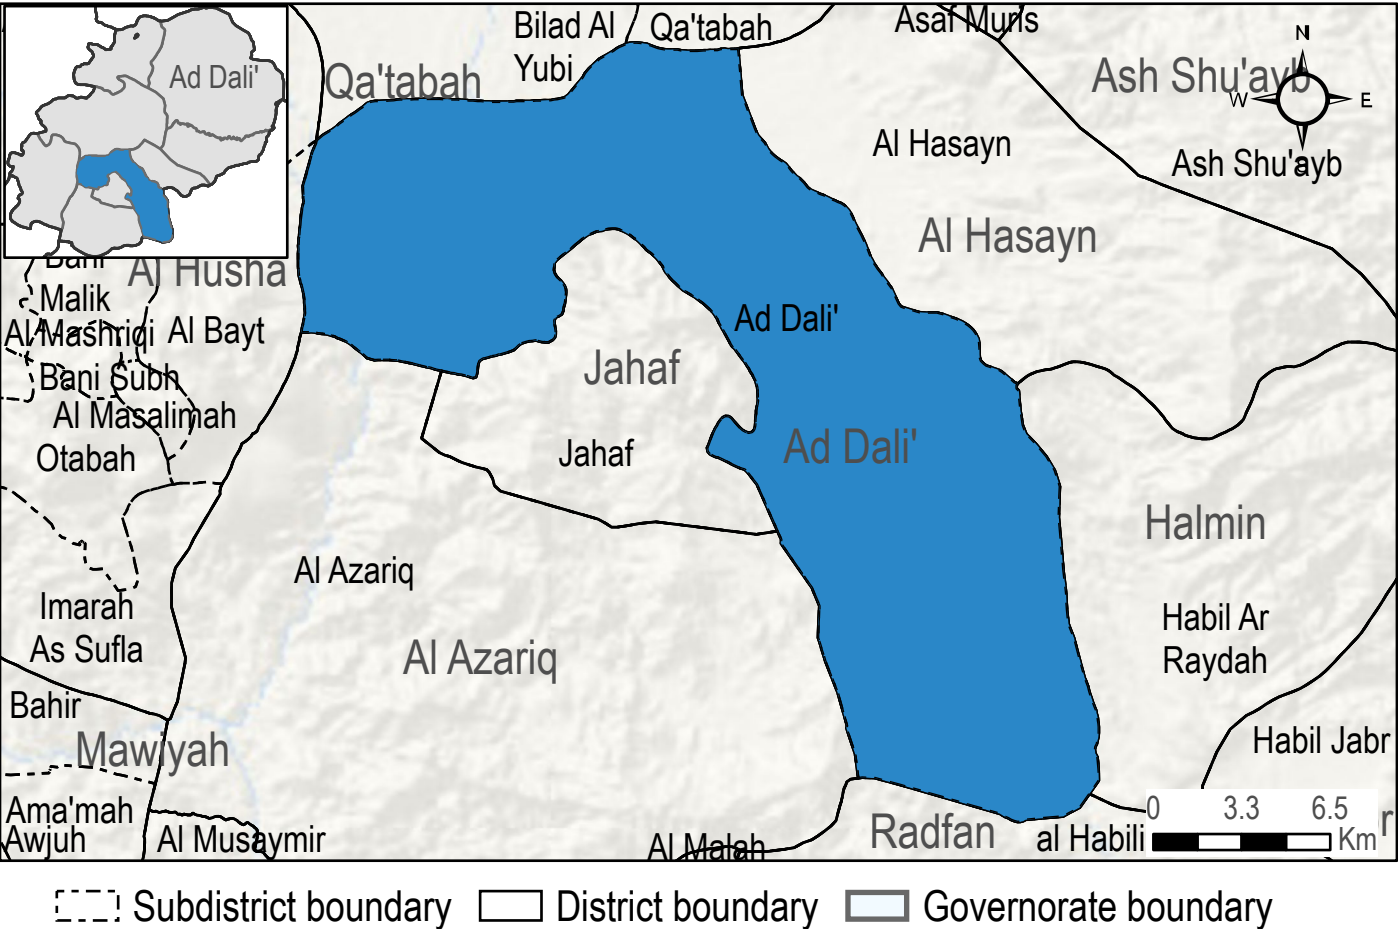 Bilad Al
Yubi
Qa'tabah
Asaf Muris
N
Ad Dali'
Qa'tabah
Ash Shu'ayb
W
E
Al Hasayn
Ash Shu'ayb
S
Al Hasayn
Bani
Malik
Al Husha
Al Mashriqi
Al Bayt
Ad Dali'
Bani Subh
Jahaf
Al Masalimah
Otabah
Jahaf
Ad Dali'
Halmin
Al Azariq
Imarah
As Sufla
Al Azariq
Habil Ar
Raydah
Bahir
Mawiyah
Habil Jabr
Ama'mah
Awjuh
Al Musaymir
Al Malah
Radfan
al Habili
0 3.3 6.5
Km
Subdistrict boundary
District boundary
Governorate boundary